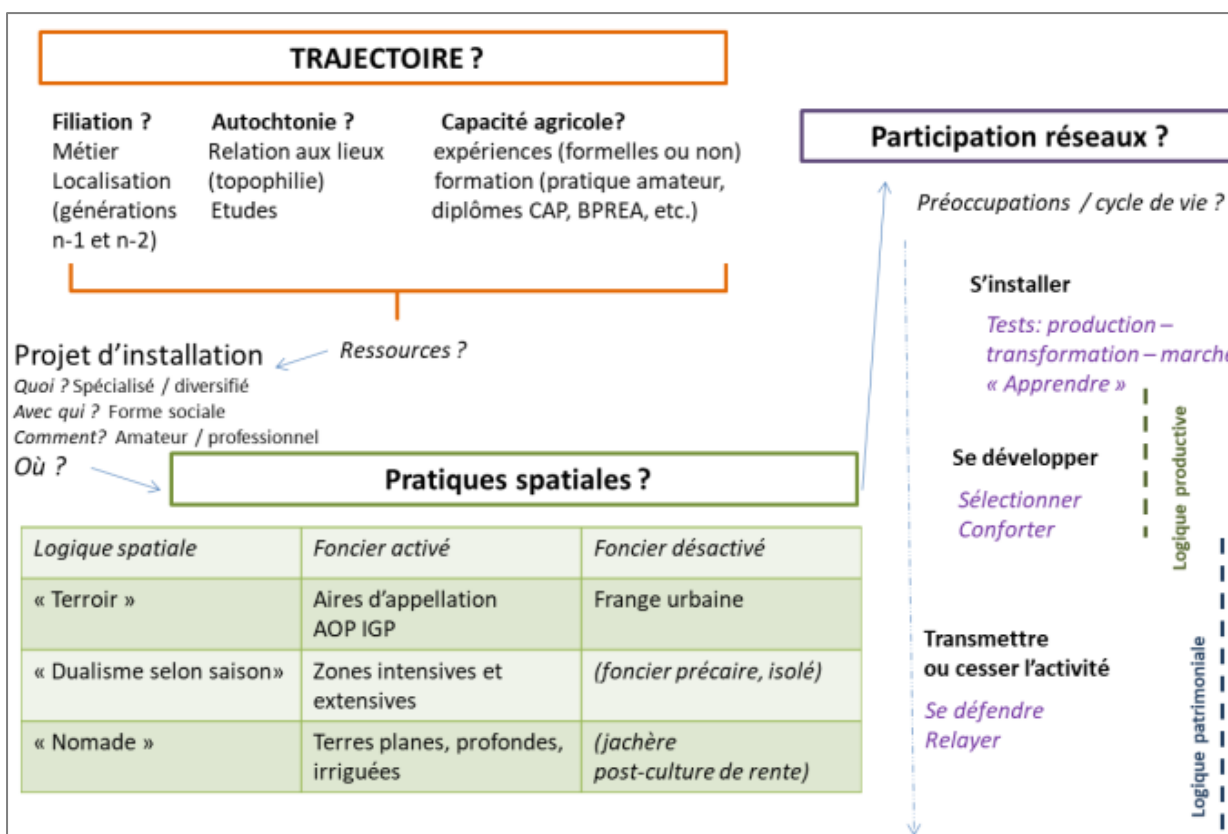 TRAJECTOIRE ?
Filiation ?
Métier
Localisation
(générations
n-1 et n-2)
Autochtonie ?
Relation aux lieux
(topophilie)
Etudes
Capacité agricole?
expériences (formelles ou non)
formation (pratique amateur,
diplômes CAP, BPREA, etc.)
Ressources ?
Projet d’installation
Quoi ? Spécialisé / diversifié
Avec qui ? Forme sociale
Comment? Amateur / professionnel
Où ?
Pratiques spatiales ?
Logique spatiale
Foncier activé
Foncier désactivé
« Terroir »
Aires d’appellation
AOP IGP
Frange urbaine
« Dualisme selon saison»
Zones intensives et
extensives
(foncier précaire, isolé)
« Nomade »
Terres planes, profondes,
irriguées
(jachère
post-culture de rente)
Participation réseaux ?
Préoccupations / cycle de vie ?
S’installer
Tests: production –
transformation – marché
« Apprendre »
Se développer
Sélectionner
Conforter
Transmettre
ou cesser l’activité
Se défendre
Relayer
Logique productive
Logique patrimoniale